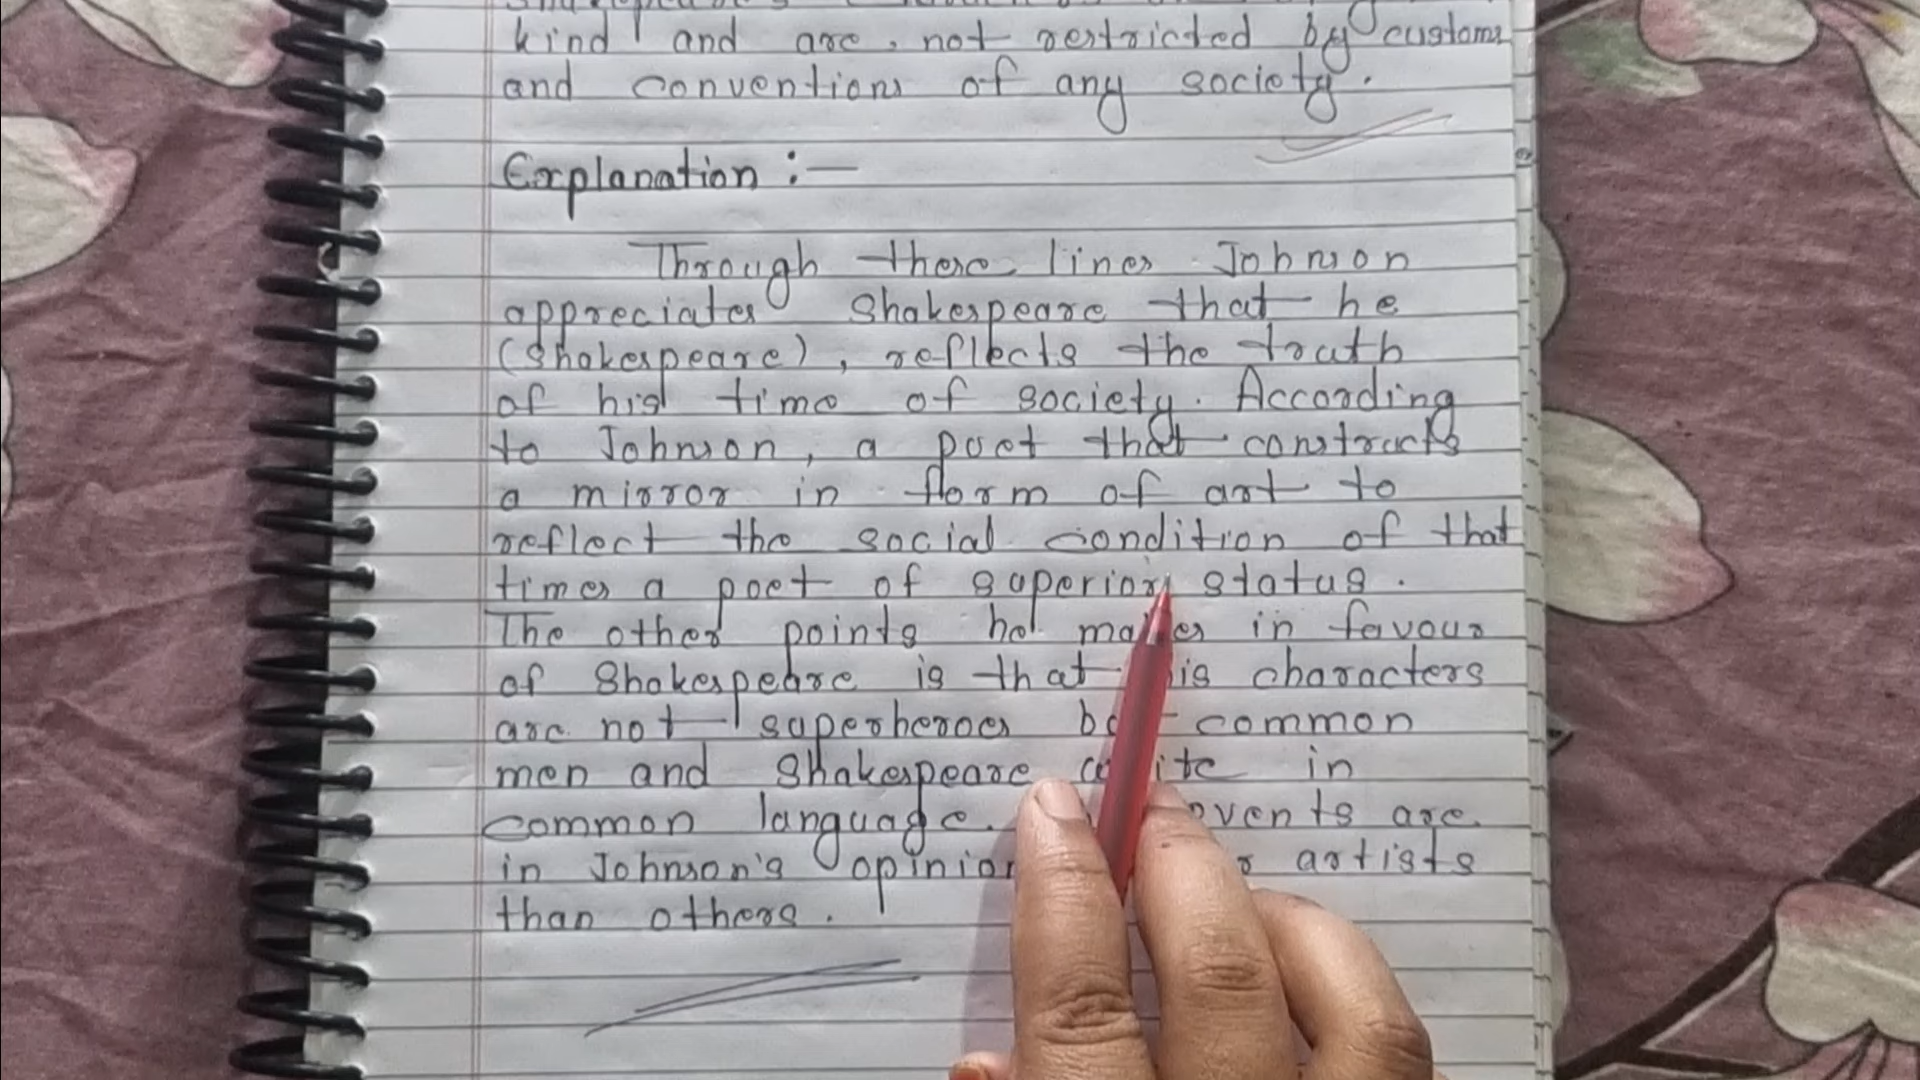 kind and are not restricted by customs
and conventions of any society.
Explanation :—
Through these lines Johnson
appreciates Shakespeare that he
(Shakespeare), reflects the truth
of his time of society. According
to Johnson, a poet that constructs
a mirror in form of art to
reflect the social condition of that
times a poet of superior status.
The other points he makes in favour
of Shakespeare is that his characters
are not superheroes but common
men and Shakespeare write in
common language. events are
in Johnson's opinion artists
than others.